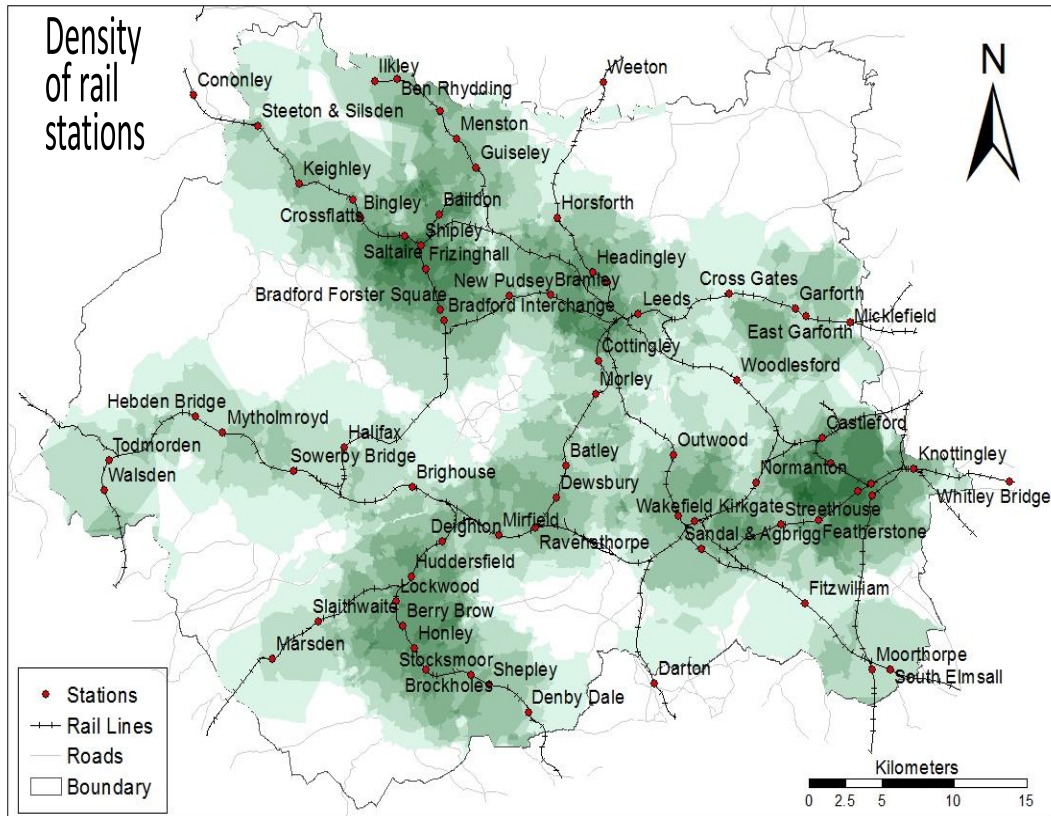 Density
of rail
stations
N
Ilkley
Weeton
Cononley
Ben Rhydding
Steeton & Silsden
Menston
Guiseley
Keighley
Bingley
Baildon
Crossflatts
Horsforth
Shipley
Saltaire
Frizinghall
Headingley
New Pudsey
Bramley
Cross Gates
Bradford Forster Square
Leeds
Garforth
Bradford Interchange
Micklefield
East Garforth
Cottingley
Woodlesford
Morley
Hebden Bridge
Mytholmroyd
Castleford
Halifax
Outwood
Todmorden
Batley
Knottingley
Sowerby Bridge
Brighouse
Normanton
Walsden
Dewsbury
Whitley Bridge
Wakefield Kirkgate
Streethouse
Deighton
Mirfield
Sandal & Agbrigg
Featherstone
Ravensthorpe
Huddersfield
Lockwood
Fitzwilliam
Slaithwaite
Berry Brow
Honley
Marsden
Stocksmoor
Shepley
Moorthorpe
Darton
South Elmsall
Brockholes
Denby Dale
Stations
Rail Lines
Roads
Boundary
Kilometers
0 2.5 5 10 15